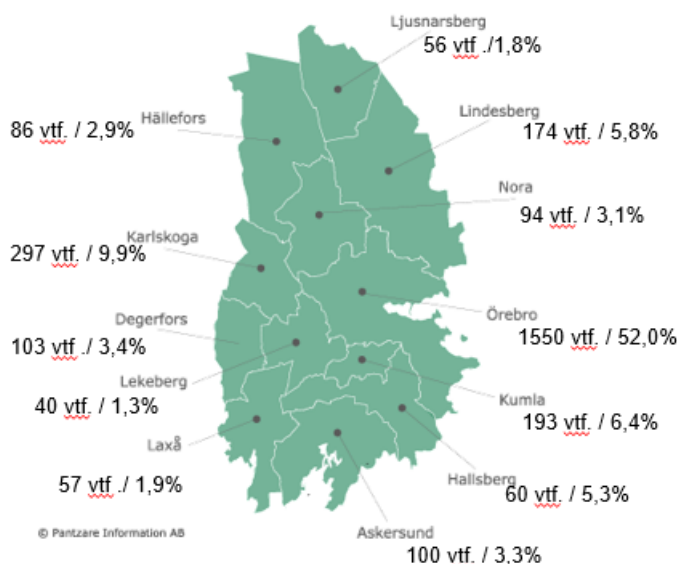 Ljusnarsberg
56 vtf ./1,8%
Hällefors
86 vtf. / 2,9%
Lindesberg
174 vtf. / 5,8%
Nora
94 vtf. / 3,1%
Karlskoga
297 vtf. / 9,9%
Örebro
1550 vtf. / 52,0%
Degerfors
103 vtf ./ 3,4%
Lekeberg
40 vtf. / 1,3%
Kumla
193 vtf. / 6,4%
Laxå
57 vtf ./ 1,9%
Hallsberg
60 vtf. / 5,3%
Askersund
100 vtf. / 3,3%
© Pantzare Information AB